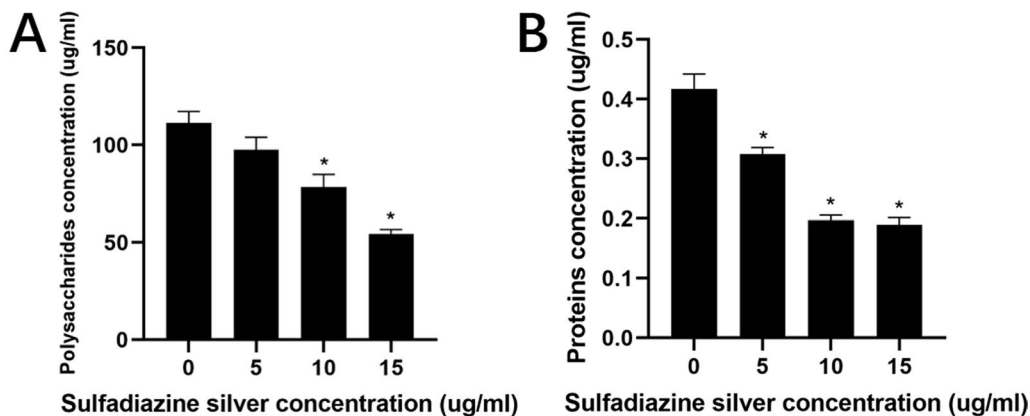 A
Polysaccharides concentration (ug/ml)
150
100
50
0
*
*
0 5 10 15
Sulfadiazine silver concentration (ug/ml)
B
Proteins concentration (ug/ml)
0.5
0.4
0.3
0.2
0.1
0.0
*
*
*
0 5 10 15
Sulfadiazine silver concentration (ug/ml)